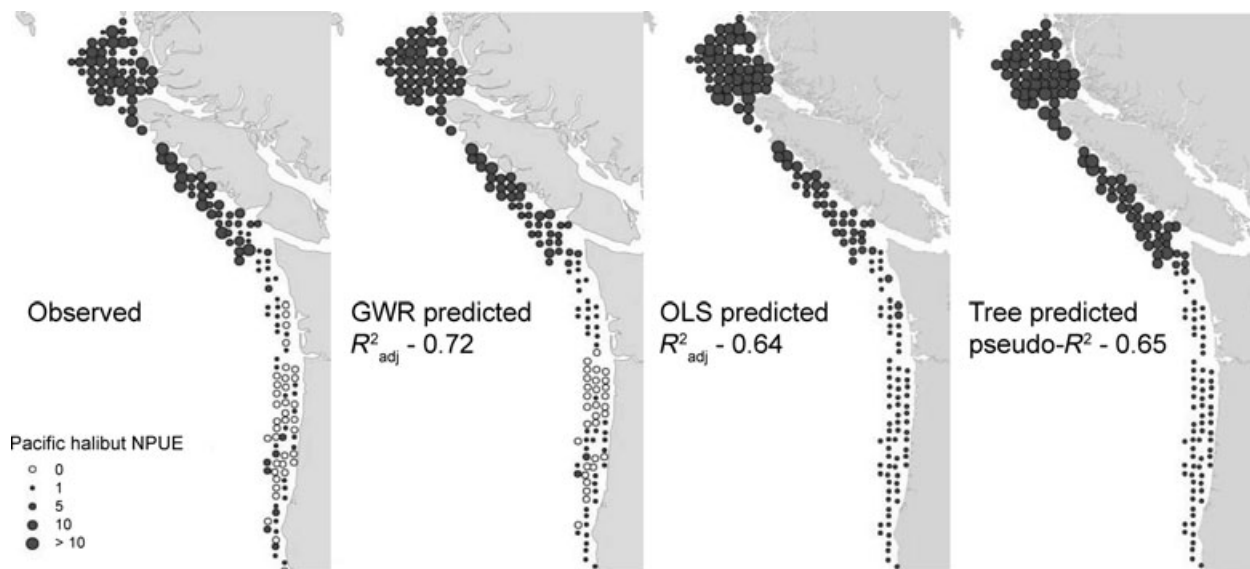 Observed
GWR predicted
R²adj - 0.72
OLS predicted
R²adj - 0.64
Tree predicted
pseudo-R² - 0.65
Pacific halibut NPUE
0
1
5
10
> 10